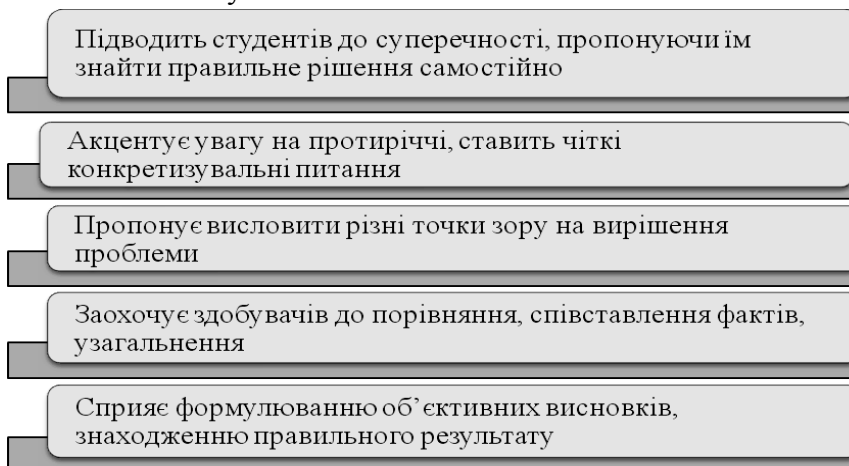 Підводить студентів до суперечності, пропонуючи їм
знайти правильне рішення самостійно
Акцентує увагу на протиріччі, ставить чіткі
конкретизувальні питання
Пропонує висловити різні точки зору на вирішення
проблеми
Заохочує здобувачів до порівняння, співставлення фактів,
узагальнення
Сприяє формулюванню об’єктивних висновків,
знаходженню правильного результату